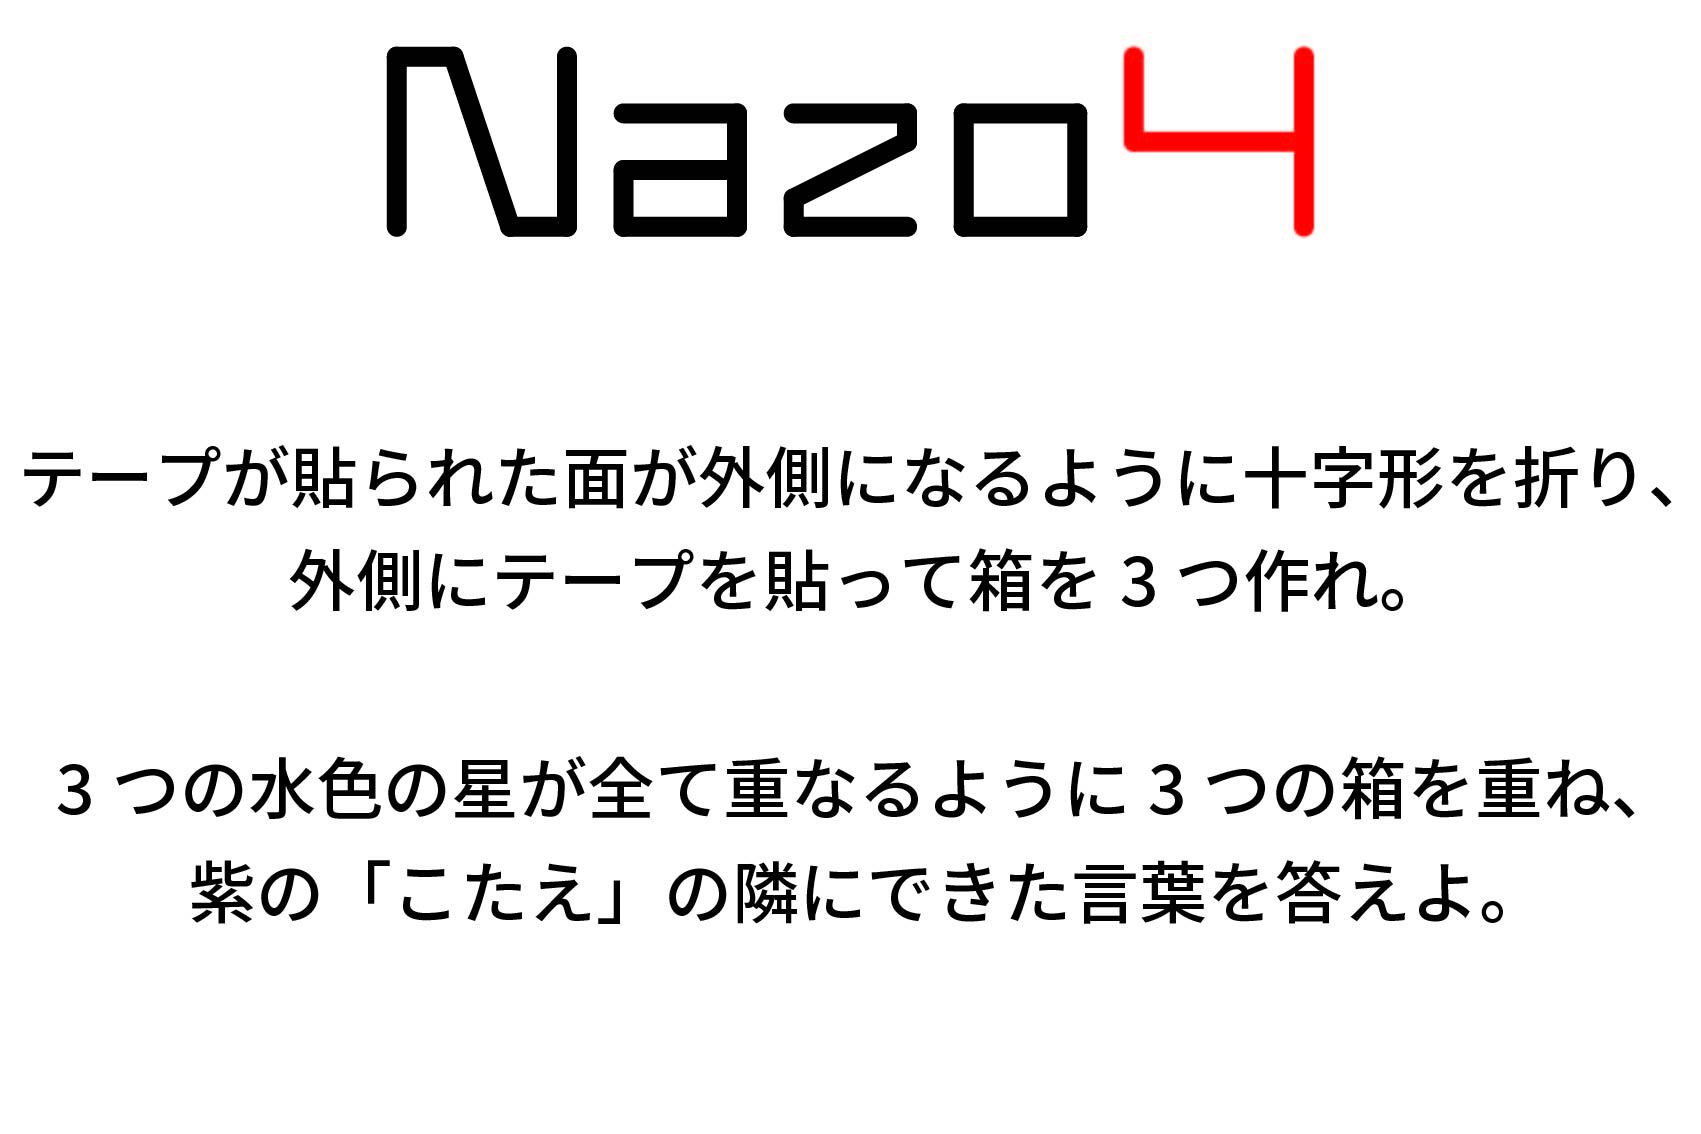 Nazo4
テープが貼られた面が外側になるように十字形を折り、
外側にテープを貼って箱を3つ作れ。
3つの水色の星が全て重なるように3つの箱を重ね、
紫の「こたえ」の隣にできた言葉を答えよ。